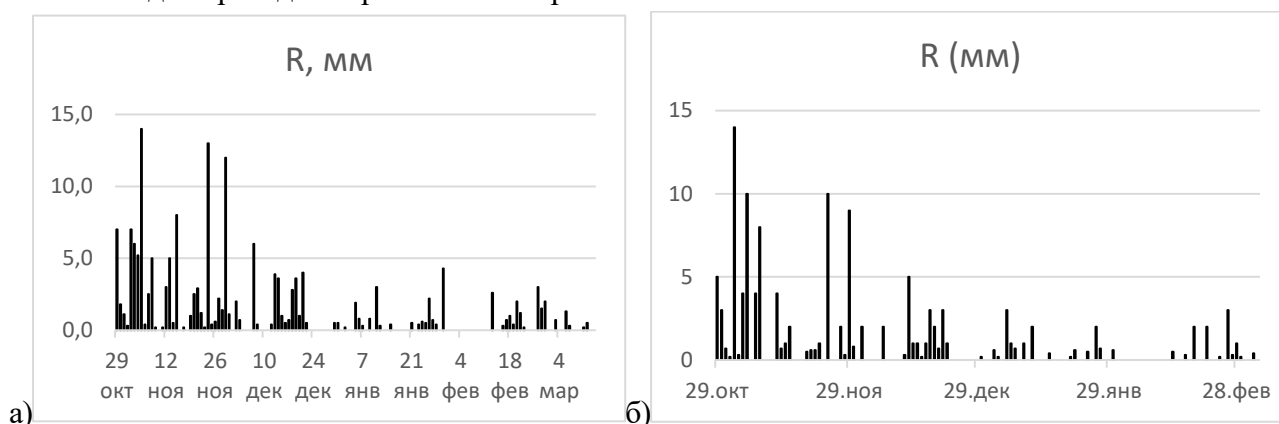 R, мм
15,0
10,0
5,0
0,0
29 12 26 10 24 7 21 4 18 4
окт ноя ноя дек дек янв янв фев фев мар
а)
R (мм)
15
10
5
0
29.окт 29.ноя 29.дек 29.янв 28.фев
б)